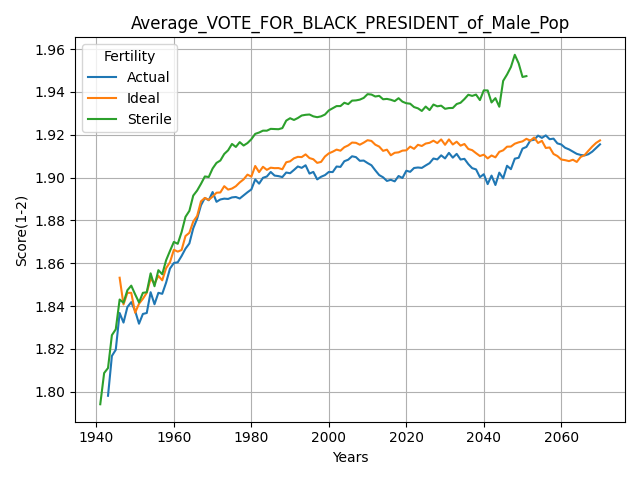 Average_VOTE_FOR_BLACK_PRESIDENT_of_Male_Pop
Fertility
Actual
Ideal
Sterile
Score(1-2)
1.96
1.94
1.92
1.90
1.88
1.86
1.84
1.82
1.80
1940 1960 1980 2000 2020 2040 2060
Years